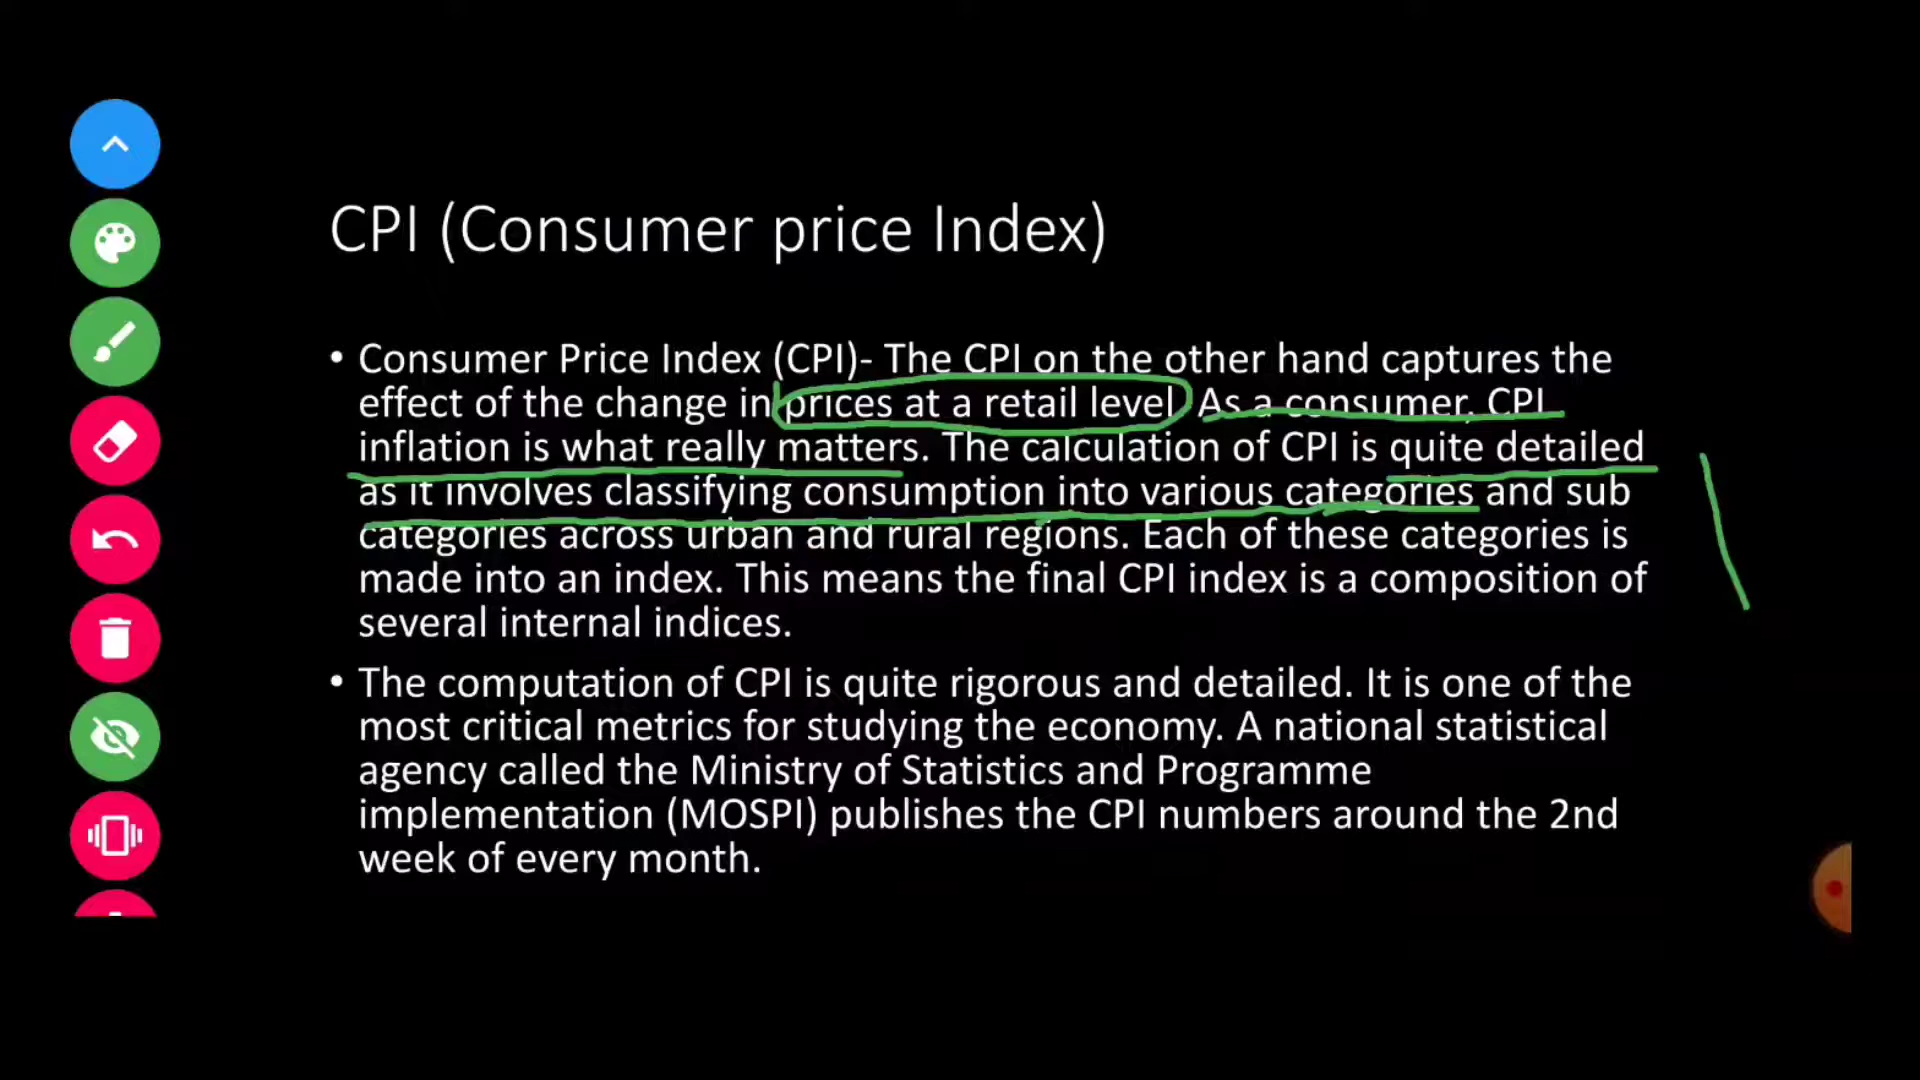 CPI (Consumer price Index)
• Consumer Price Index (CPI)- The CPI on the other hand captures the
effect of the change in prices at a retail level. As a consumer, CPI
inflation is what really matters. The calculation of CPI is quite detailed
as it involves classifying consumption into various categories and sub
categories across urban and rural regions. Each of these categories is
made into an index. This means the final CPI index is a composition of
several internal indices.
• The computation of CPI is quite rigorous and detailed. It is one of the
most critical metrics for studying the economy. A national statistical
agency called the Ministry of Statistics and Programme
implementation (MOSPI) publishes the CPI numbers around the 2nd
week of every month.